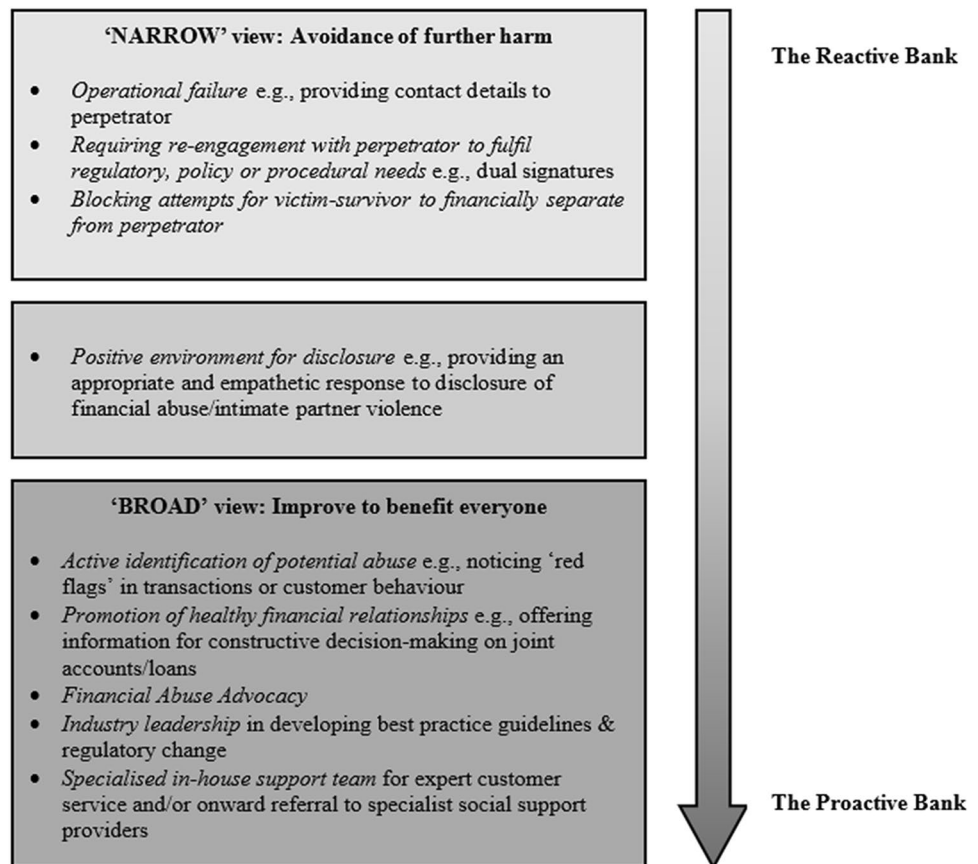 ‘NARROW’ view: Avoidance of further harm
• Operational failure e.g., providing contact details to
perpetrator
• Requiring re-engagement with perpetrator to fulfil
regulatory, policy or procedural needs e.g., dual signatures
• Blocking attempts for victim-survivor to financially separate
from perpetrator
The Reactive Bank
• Positive environment for disclosure e.g., providing an
appropriate and empathetic response to disclosure of
financial abuse/intimate partner violence
‘BROAD’ view: Improve to benefit everyone
• Active identification of potential abuse e.g., noticing ‘red
flags’ in transactions or customer behaviour
• Promotion of healthy financial relationships e.g., offering
information for constructive decision-making on joint
accounts/loans
• Financial Abuse Advocacy
• Industry leadership in developing best practice guidelines &
regulatory change
• Specialised in-house support team for expert customer
service and/or onward referral to specialist social support
providers
The Proactive Bank